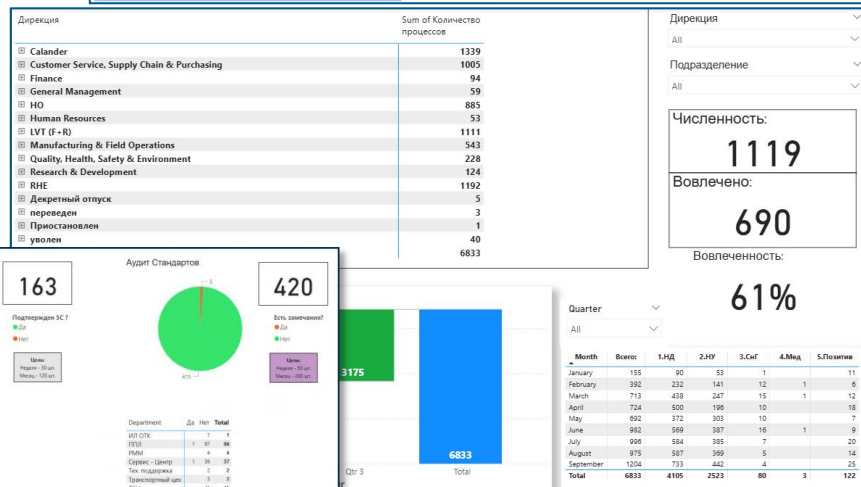 Дирекция Sum of Количество процессов
Calander 1339
Customer Service, Supply Chain & Purchasing 1005
Finance 94
General Management 59
HO 885
Human Resources 53
LVT (F+R) 1111
Manufacturing & Field Operations 543
Quality, Health, Safety & Environment 228
Research & Development 124
RHE 1192
Декретный отпуск 5
переведен 3
Приостановлен 1
уволен 40
6833
Дирекция
All
Подразделение
All
Численность:
1119
Вовлечено:
690
Вовлеченность:
61%
Аудит Стандартов
163
Подтвержден 5С ?
Да
Нет
Цель:
Неделя - 30 шт.
Месяц - 120 шт.
5
415
420
Есть замечания?
Да
Нет
Цель:
Неделя - 50 шт.
Месяц - 200 шт.
Department Да Нет Total
ИЛ ОТК 1 1
ППЛ 1 97 98
РММ 4 4
Сервис - Центр 1 36 37
Тех. поддержка 2 2
Транспортный цех 3 3
3175
6833
Qtr 3 Total
Quarter
All
Month Всего: 1.НД 2.НУ 3.СиГ 4.Мед 5.Позитив
January 155 90 53 1 11
February 392 232 141 12 1 6
March 713 438 247 15 1 12
April 724 500 196 10 18
May 692 372 303 10 7
June 982 569 387 16 1 9
July 996 584 385 7 20
August 975 587 369 5 14
September 1204 733 442 4 25
Total 6833 4105 2523 80 3 122